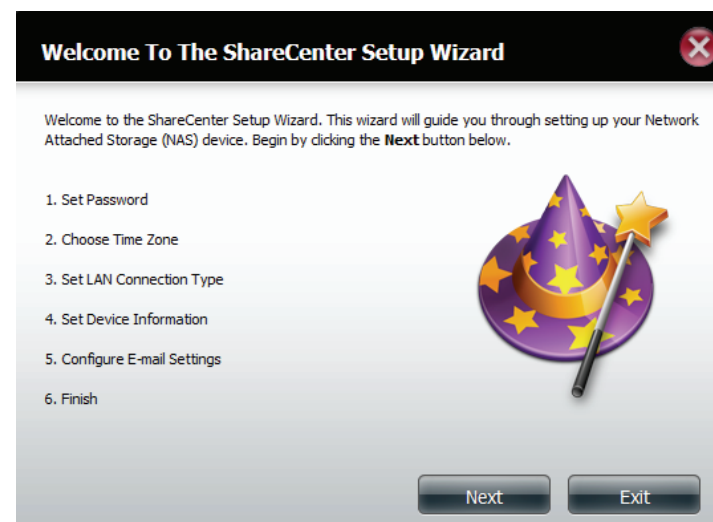 Welcome To The ShareCenter Setup Wizard
Welcome to the ShareCenter Setup Wizard. This wizard will guide you through setting up your Network
Attached Storage (NAS) device. Begin by clicking the Next button below.
1. Set Password
2. Choose Time Zone
3. Set LAN Connection Type
4. Set Device Information
5. Configure E-mail Settings
6. Finish
Next
Exit